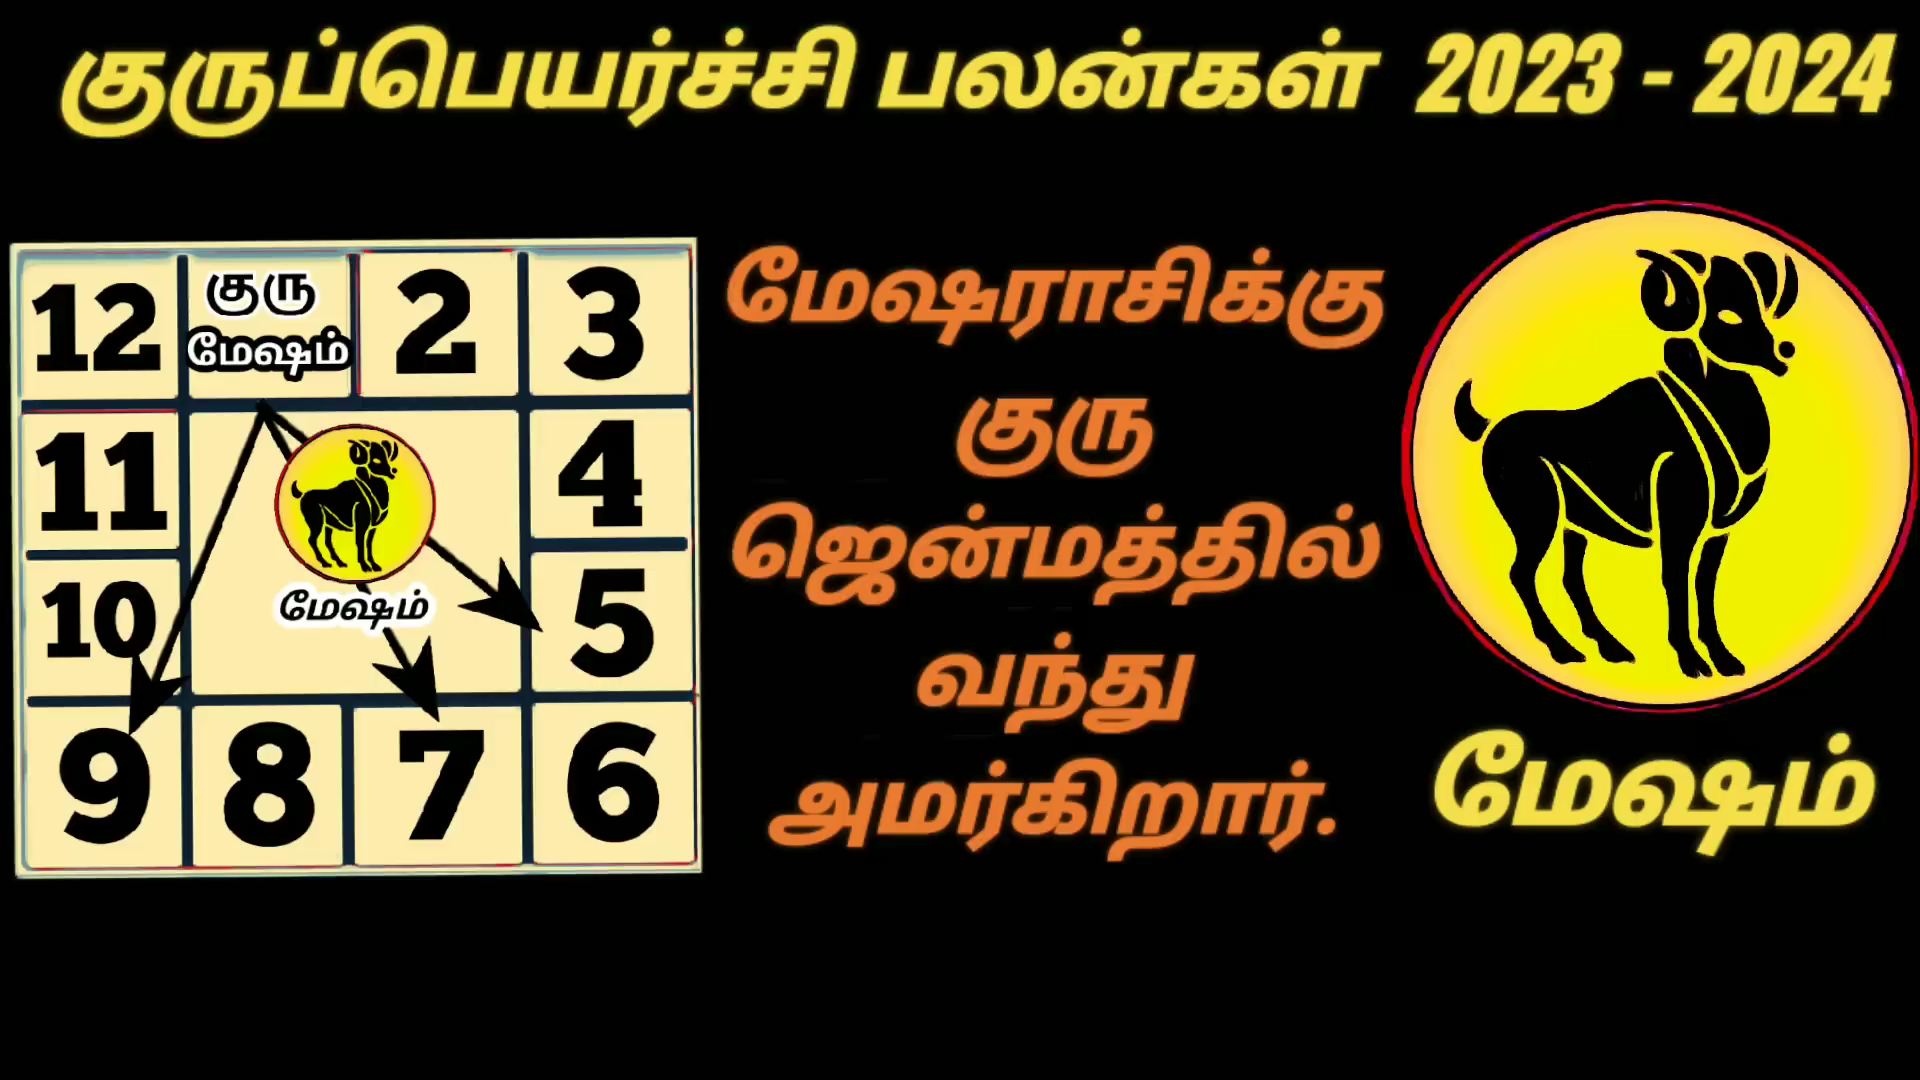 குருப்பெயர்ச்சி பலன்கள் 2023 - 2024
12
குரு
மேஷம்
2
3
11
4
மேஷம்
10
5
9
8
7
6
மேஷராசிக்கு
குரு
ஜென்மத்தில்
வந்து
அமர்கிறார்.
மேஷம்